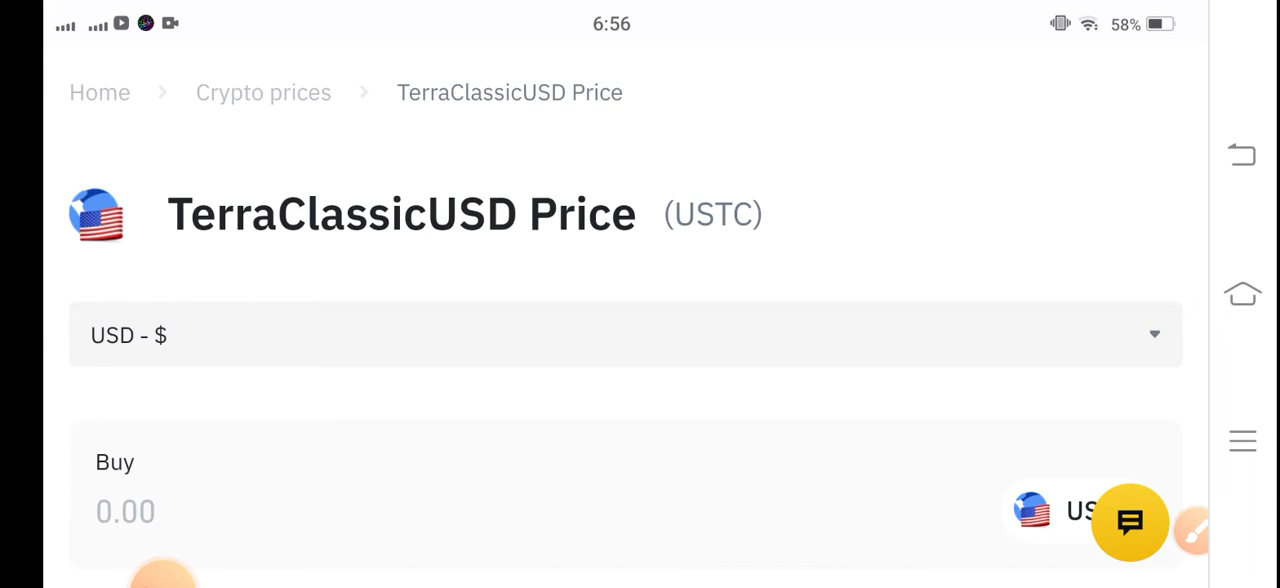 6:56
58%
Home > Crypto prices > TerraClassicUSD Price
TerraClassicUSD Price (USTC)
USD - $
Buy
0.00